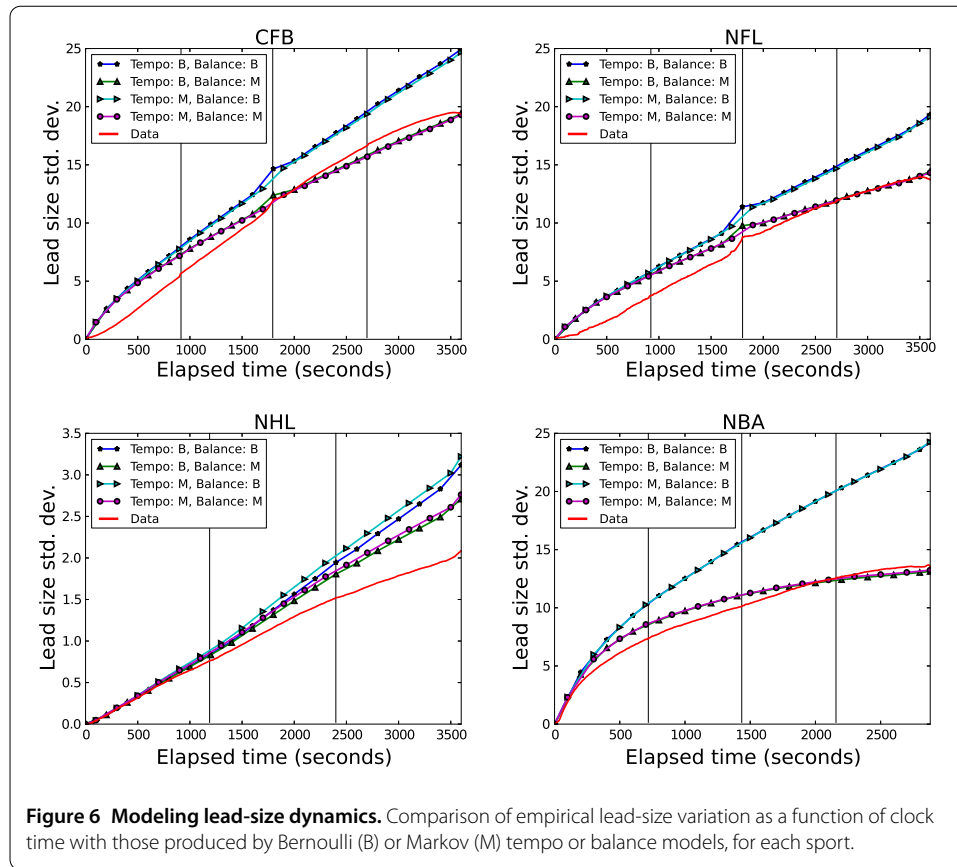 CFB
25
20
15
10
5
0
Lead size std. dev.
Tempo: B, Balance: B
Tempo: B, Balance: M
Tempo: M, Balance: B
Tempo: M, Balance: M
Data
0 500 1000 1500 2000 2500 3000 3500
Elapsed time (seconds)
NFL
25
20
15
10
5
0
Lead size std. dev.
Tempo: B, Balance: B
Tempo: B, Balance: M
Tempo: M, Balance: B
Tempo: M, Balance: M
Data
0 500 1000 1500 2000 2500 3000 3500
Elapsed time (seconds)
NHL
3.5
3.0
2.5
2.0
1.5
1.0
0.5
0.0
Lead size std. dev.
Tempo: B, Balance: B
Tempo: B, Balance: M
Tempo: M, Balance: B
Tempo: M, Balance: M
Data
0 500 1000 1500 2000 2500 3000 3500
Elapsed time (seconds)
NBA
25
20
15
10
5
0
Lead size std. dev.
Tempo: B, Balance: B
Tempo: B, Balance: M
Tempo: M, Balance: B
Tempo: M, Balance: M
Data
0 500 1000 1500 2000 2500
Elapsed time (seconds)
Figure 6 Modeling lead-size dynamics. Comparison of empirical lead-size variation as a function of clock
time with those produced by Bernoulli (B) or Markov (M) tempo or balance models, for each sport.